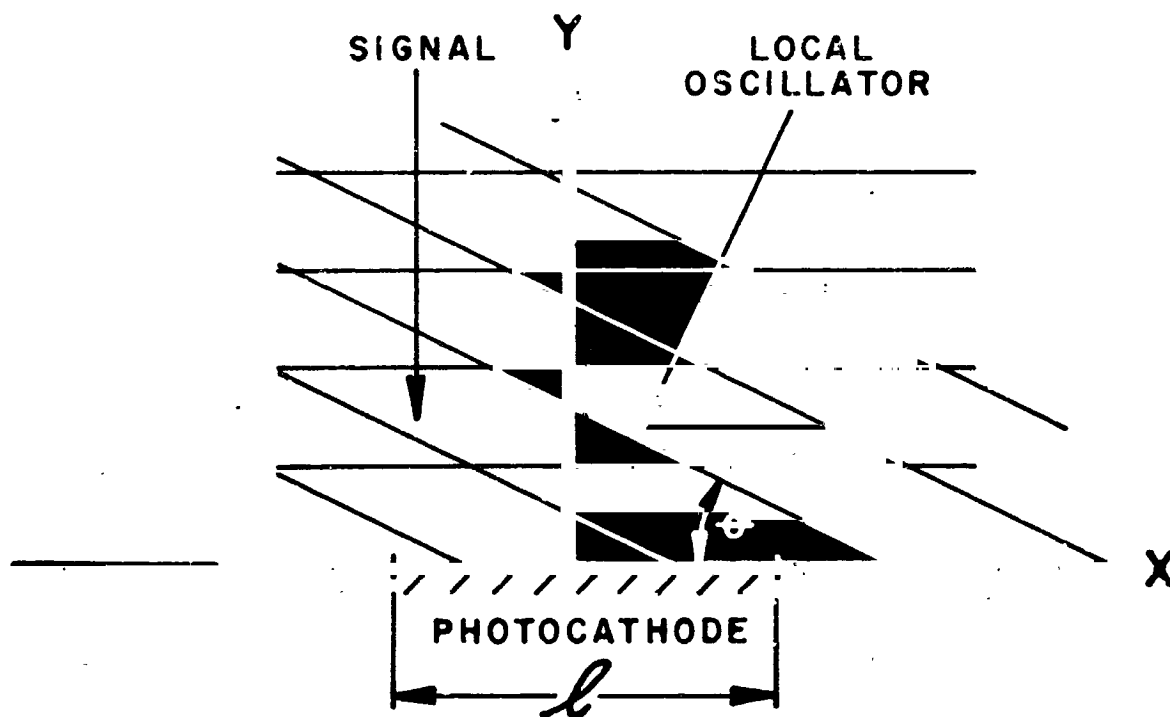 Y
SIGNAL
LOCAL
OSCILLATOR
θ
X
PHOTOCATHODE
ℓ